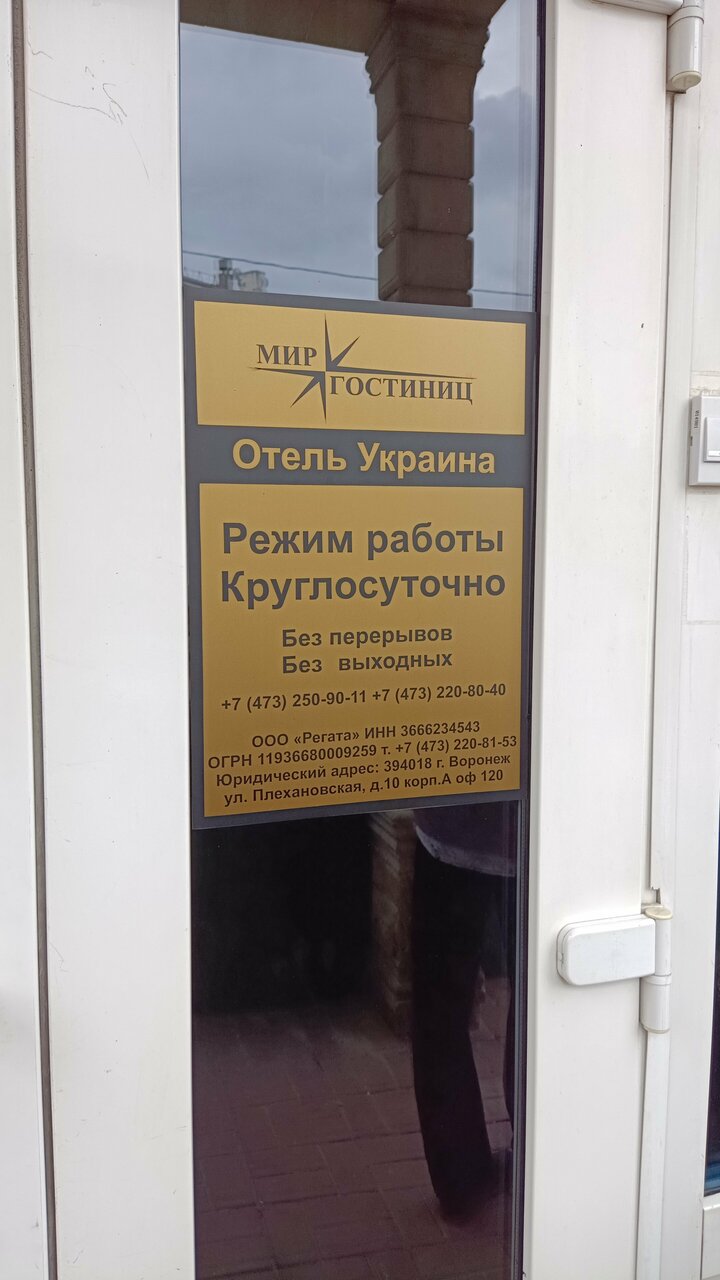 МИР
ГОСТИНИЦ
Отель Украина
Режим работы
Круглосуточно
Без перерывов
Без выходных
+7 (473) 250-90-11 +7 (473) 220-80-40
ООО «Регата» ИНН 3666234543
ОГРН 11936680009259 т. +7 (473) 220-81-53
Юридический адрес: 394018 г. Воронеж
ул. Плехановская, д.10 корп.А оф 120